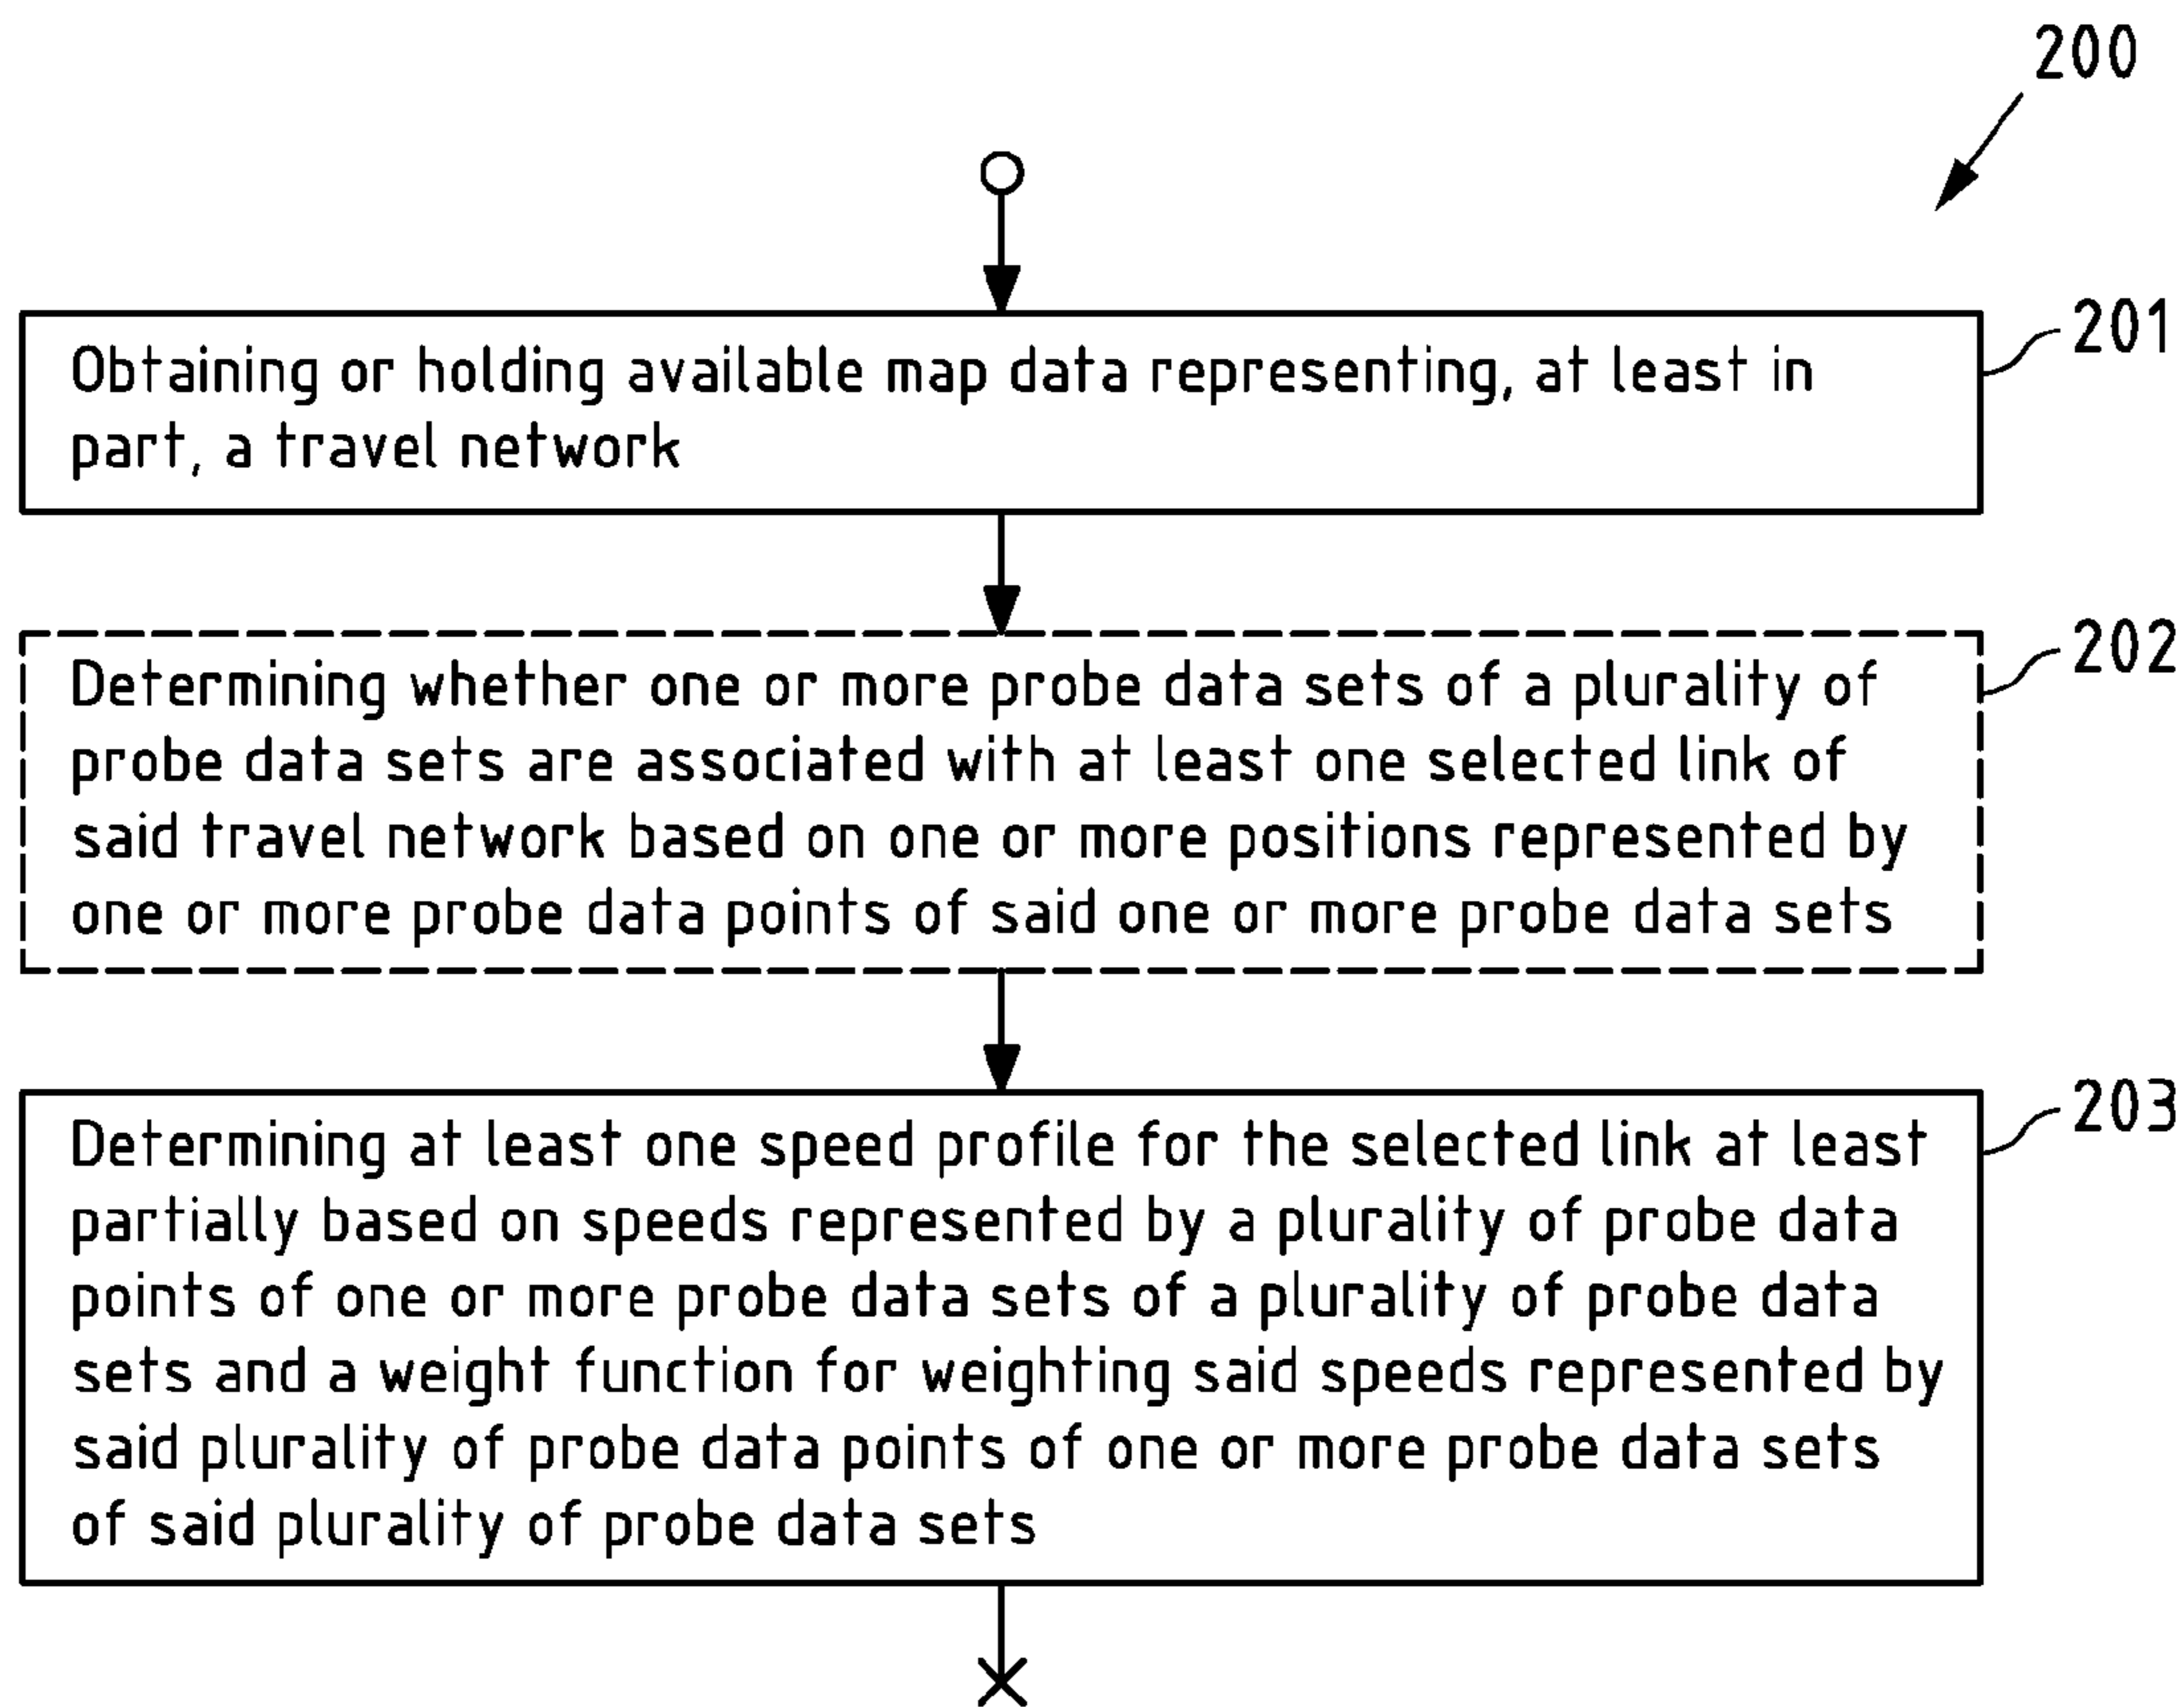 200
201
Obtaining or holding available map data representing, at least in
part, a travel network
202
Determining whether one or more probe data sets of a plurality of
probe data sets are associated with at least one selected link of
said travel network based on one or more positions represented by
one or more probe data points of said one or more probe data sets
203
Determining at least one speed profile for the selected link at least
partially based on speeds represented by a plurality of probe data
points of one or more probe data sets of a plurality of probe data
sets and a weight function for weighting said speeds represented by
said plurality of probe data points of one or more probe data sets
of said plurality of probe data sets